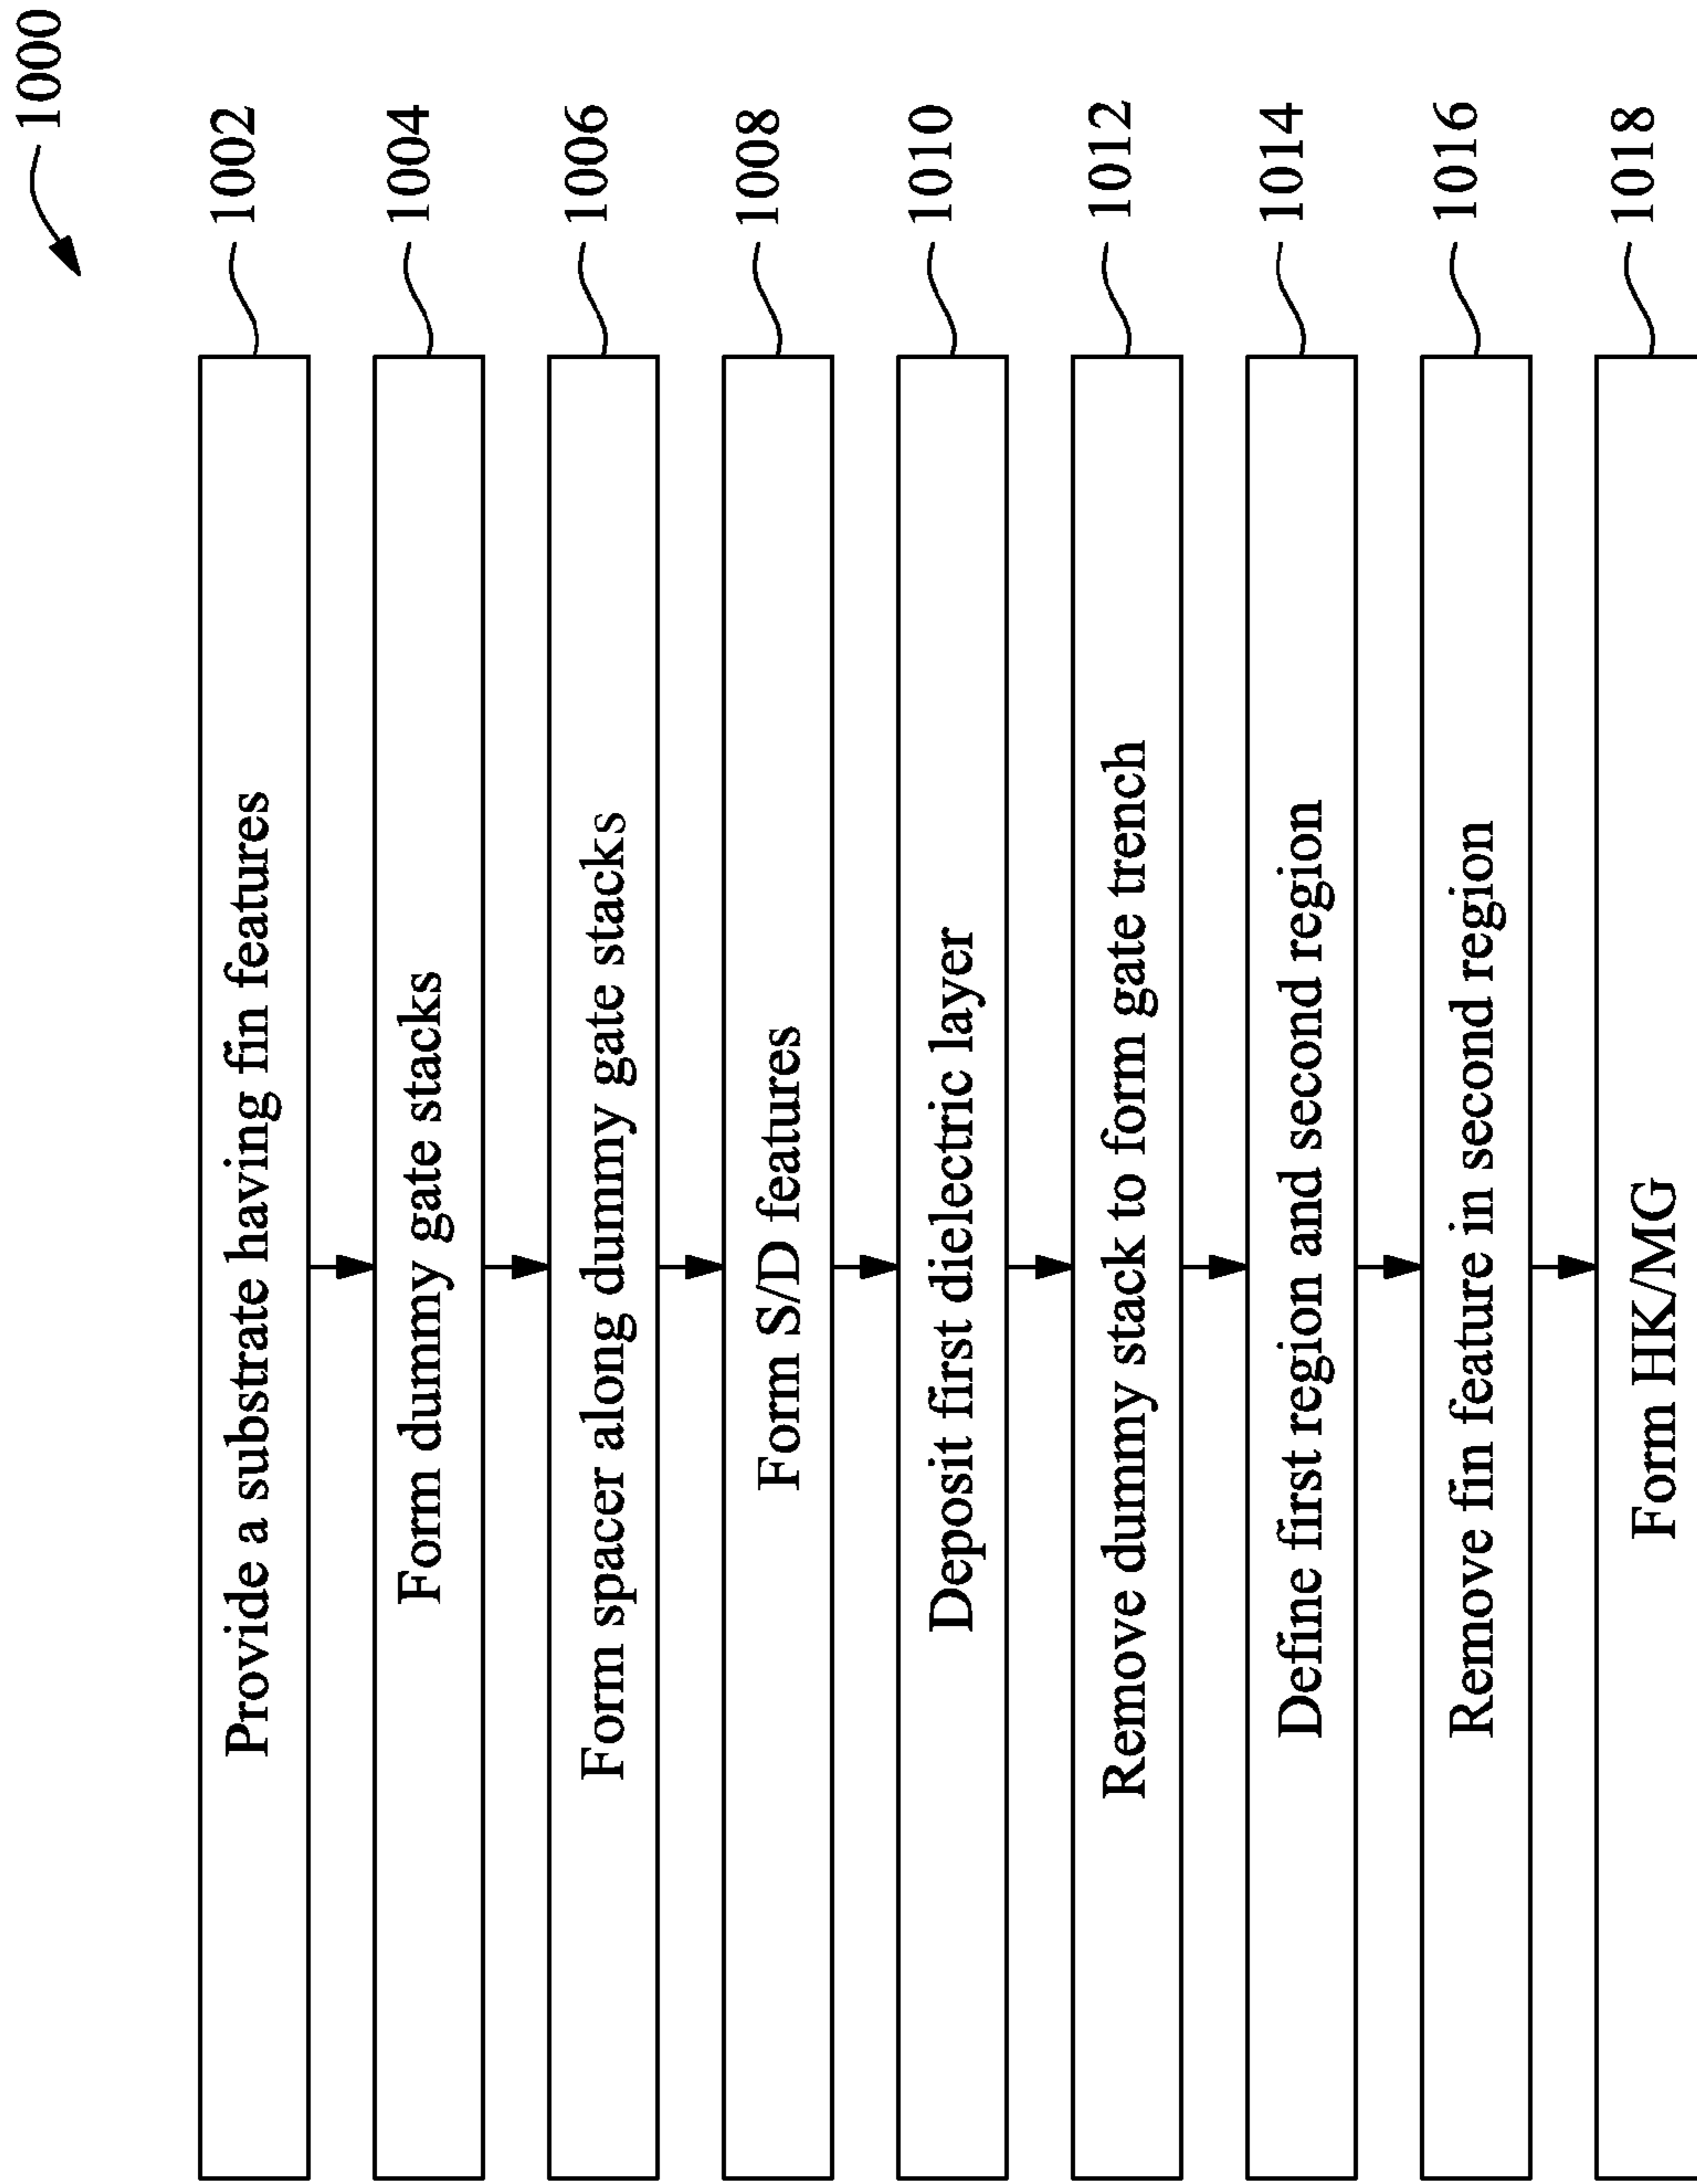 1000
Provide a substrate having fin features
1002
Form dummy gate stacks
1004
Form spacer along dummy gate stacks
1006
Form S/D features
1008
Deposit first dielectric layer
1010
Remove dummy stack to form gate trench
1012
Define first region and second region
1014
Remove fin feature in second region
1016
Form HK/MG
1018